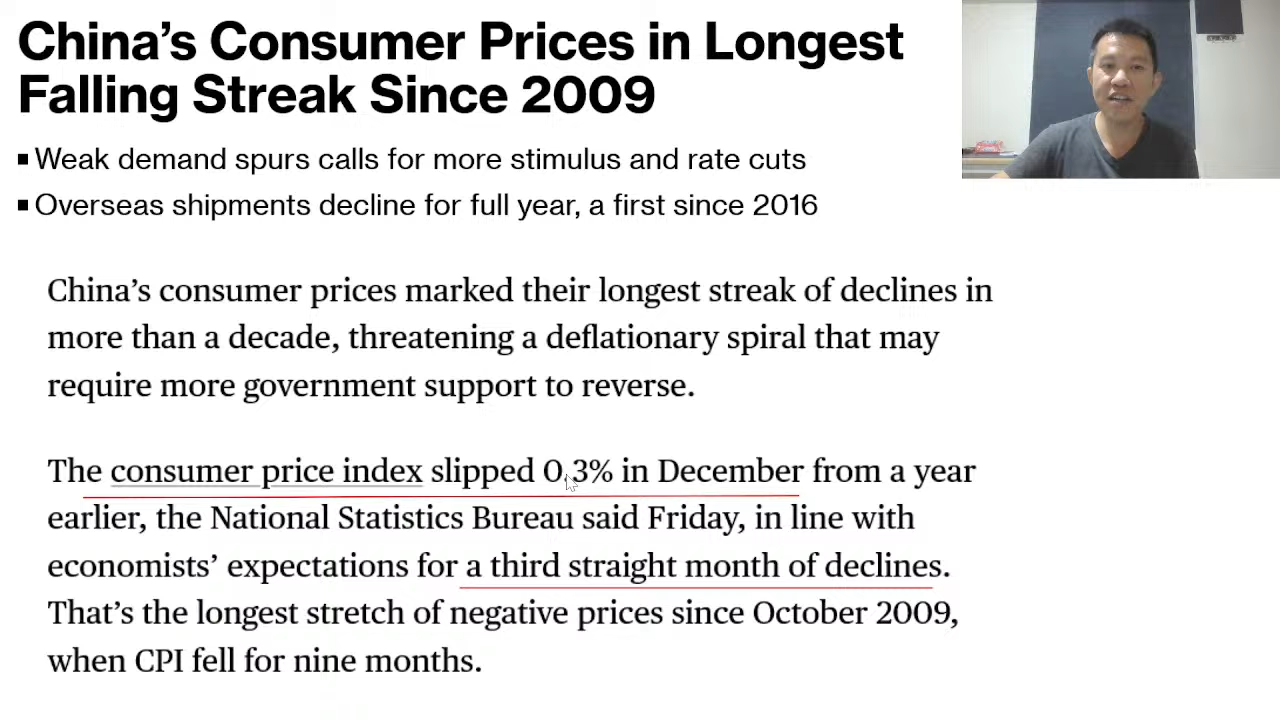 China's Consumer Prices in Longest
Falling Streak Since 2009
▪ Weak demand spurs calls for more stimulus and rate cuts
▪ Overseas shipments decline for full year, a first since 2016
China's consumer prices marked their longest streak of declines in
more than a decade, threatening a deflationary spiral that may
require more government support to reverse.
The consumer price index slipped 0.3% in December from a year
earlier, the National Statistics Bureau said Friday, in line with
economists' expectations for a third straight month of declines.
That's the longest stretch of negative prices since October 2009,
when CPI fell for nine months.